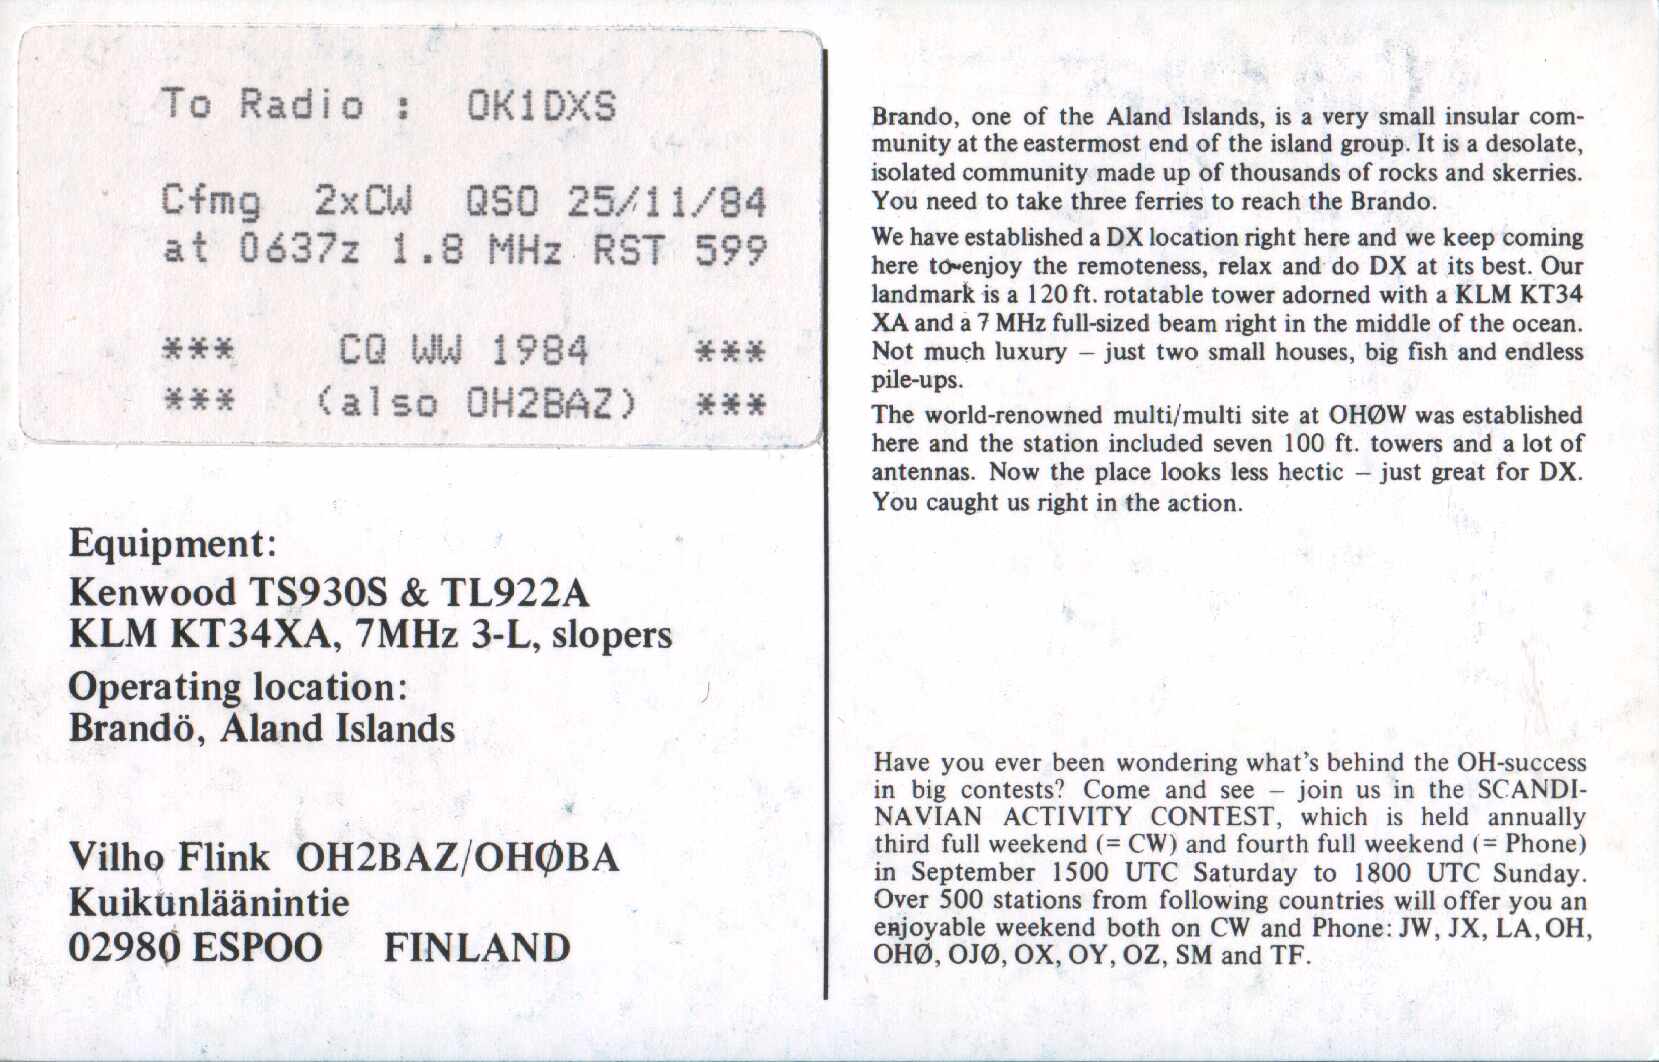 To Radio : OK1DXS
Cfmg 2xCW QSO 25/11/84
at 0637z 1.8 MHz RST 599
*** CQ WW 1984 ***
*** (also OH2BAZ) ***
Equipment:
Kenwood TS930S & TL922A
KLM KT34XA, 7MHz 3-L, slopers
Operating location:
Brandö, Aland Islands
Vilho Flink OH2BAZ/OHØBA
Kuikunläänintie
02980 ESPOO FINLAND
Brando, one of the Aland Islands, is a very small insular com-
munity at the eastermost end of the island group. It is a desolate,
isolated community made up of thousands of rocks and skerries.
You need to take three ferries to reach the Brando.
We have established a DX location right here and we keep coming
here to enjoy the remoteness, relax and do DX at its best. Our
landmark is a 120 ft. rotatable tower adorned with a KLM KT34
XA and a 7 MHz full-sized beam right in the middle of the ocean.
Not much luxury – just two small houses, big fish and endless
pile-ups.
The world-renowned multi/multi site at OHØW was established
here and the station included seven 100 ft. towers and a lot of
antennas. Now the place looks less hectic – just great for DX.
You caught us right in the action.
Have you ever been wondering what's behind the OH-success
in big contests? Come and see – join us in the SCANDI-
NAVIAN ACTIVITY CONTEST, which is held annually
third full weekend (= CW) and fourth full weekend (= Phone)
in September 1500 UTC Saturday to 1800 UTC Sunday.
Over 500 stations from following countries will offer you an
enjoyable weekend both on CW and Phone: JW, JX, LA, OH,
OHØ, OJØ, OX, OY, OZ, SM and TF.